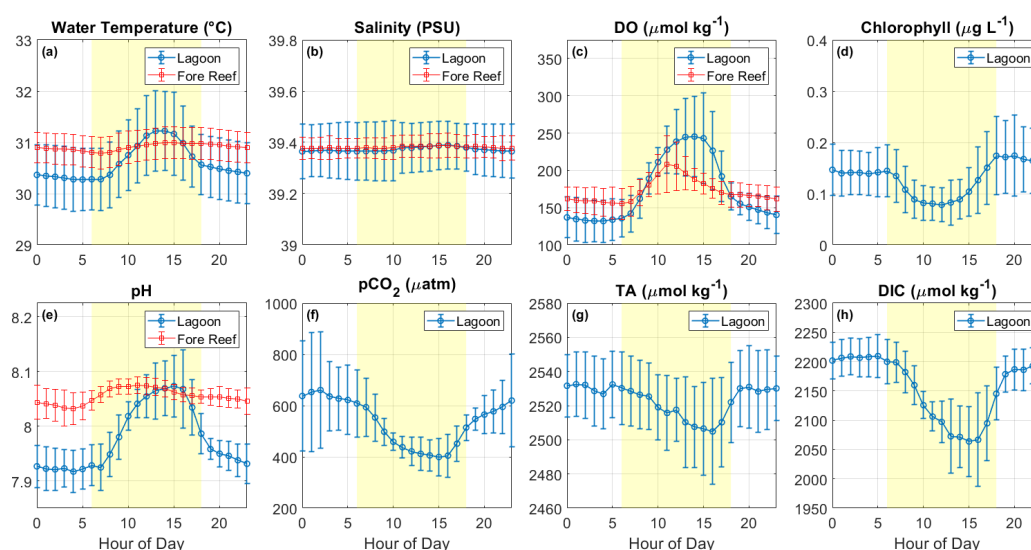 Water Temperature (°C)
(a)
Lagoon
Fore Reef
33
32
31
30
29
0 5 10 15 20
Salinity (PSU)
(b)
Lagoon
Fore Reef
39.8
39.6
39.4
39.2
39
0 5 10 15 20
DO (μmol kg⁻¹)
(c)
Lagoon
Fore Reef
350
300
250
200
150
100
0 5 10 15 20
Chlorophyll (μg L⁻¹)
(d)
Lagoon
0.4
0.3
0.2
0.1
0
0 5 10 15 20
pH
(e)
Lagoon
Fore Reef
8.2
8.1
8
7.9
0 5 10 15 20
Hour of Day
pCO₂ (μatm)
(f)
Lagoon
1000
800
600
400
200
0 5 10 15 20
Hour of Day
TA (μmol kg⁻¹)
(g)
Lagoon
2580
2560
2540
2520
2500
2480
2460
0 5 10 15 20
Hour of Day
DIC (μmol kg⁻¹)
(h)
Lagoon
2300
2250
2200
2150
2100
2050
2000
1950
0 5 10 15 20
Hour of Day